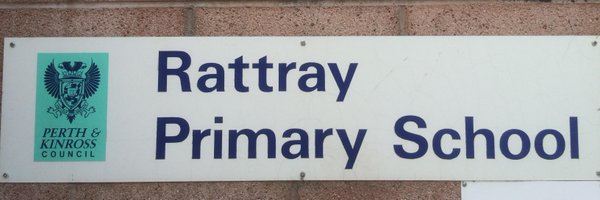 Rattray
Primary School
PERTH &
KINROSS
COUNCIL